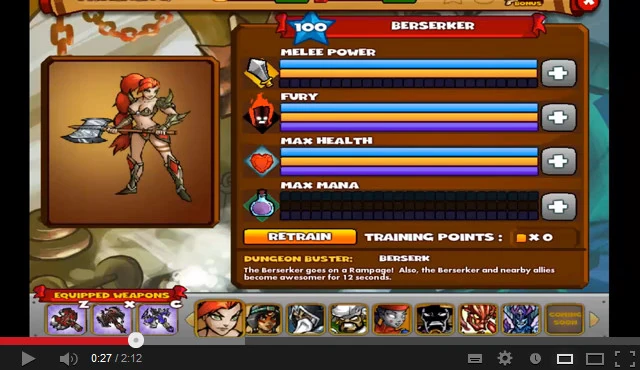 BONUS
100 BERSERKER
MELEE POWER
FURY
MAX HEALTH
MAX MANA
RETRAIN TRAINING POINTS : X 0
DUNGEON BUSTER: BERSERK
The Berserker goes on a Rampage! Also, the Berserker and nearby allies
become awesomer for 12 seconds.
EQUIPPED WEAPONS
Z X C
COMING
SOON
0:27 / 2:12